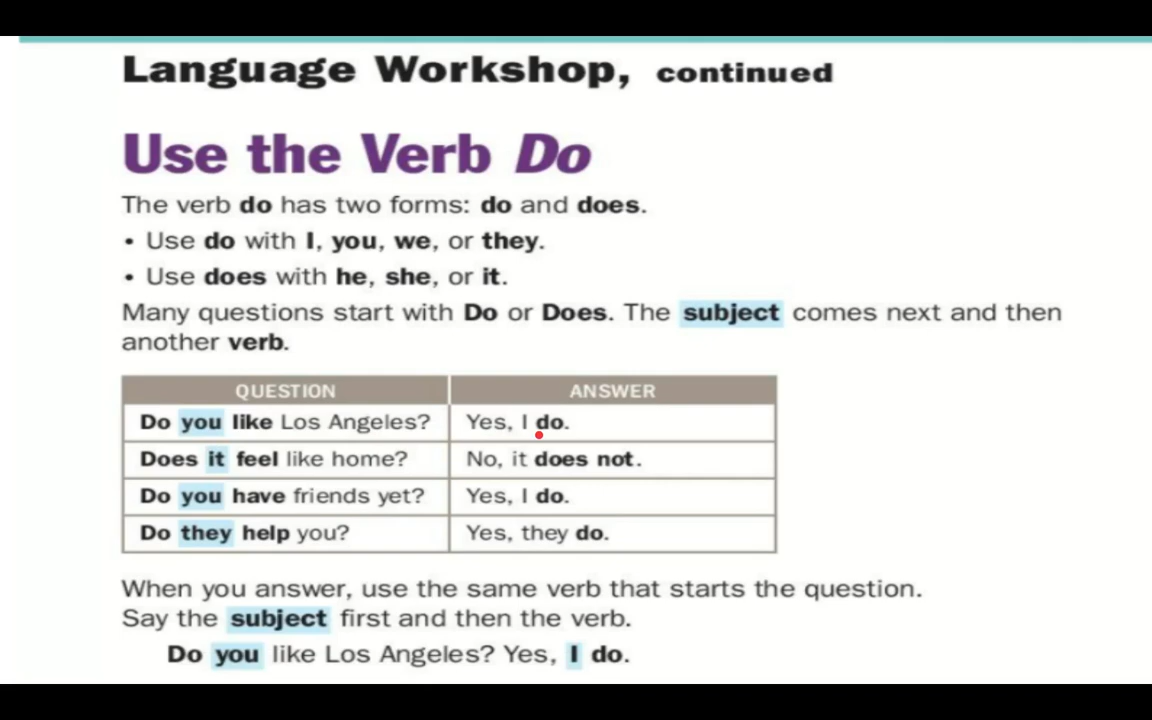 Language Workshop, continued
Use the Verb Do
The verb do has two forms: do and does.
• Use do with I, you, we, or they.
• Use does with he, she, or it.
Many questions start with Do or Does. The subject comes next and then
another verb.
QUESTION ANSWER
Do you like Los Angeles? Yes, I do.
Does it feel like home? No, it does not.
Do you have friends yet? Yes, I do.
Do they help you? Yes, they do.
When you answer, use the same verb that starts the question.
Say the subject first and then the verb.
Do you like Los Angeles? Yes, I do.